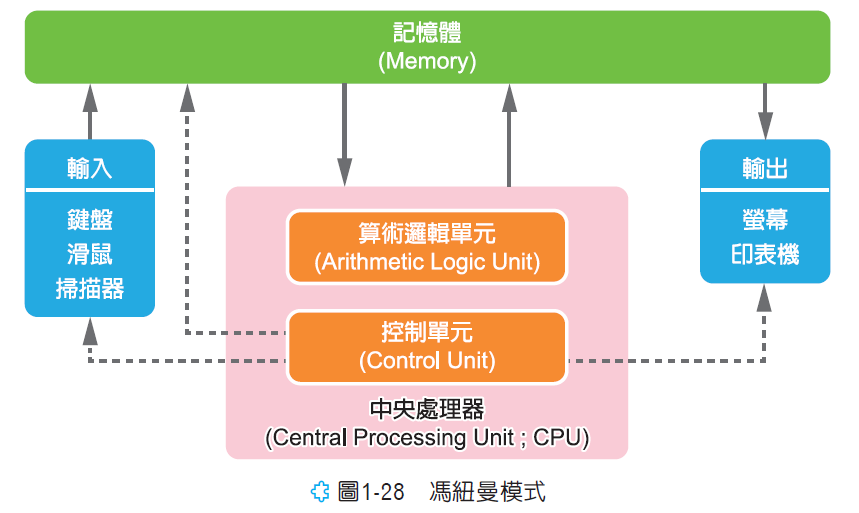 記憶體
(Memory)
輸入
鍵盤
滑鼠
掃描器
算術邏輯單元
(Arithmetic Logic Unit)
控制單元
(Control Unit)
中央處理器
(Central Processing Unit ; CPU)
輸出
螢幕
印表機
圖1-28 馮紐曼模式